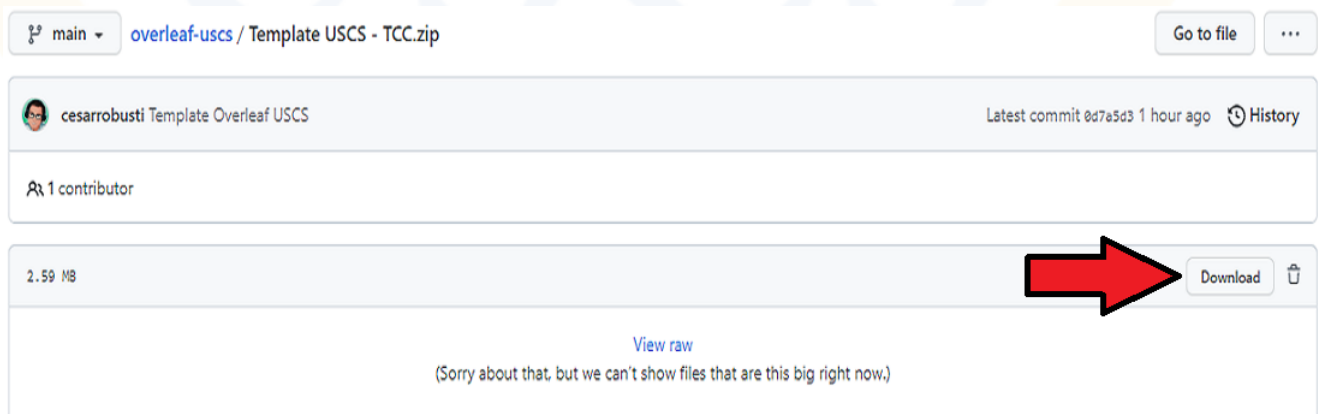 main overleaf-uscs / Template USCS - TCC.zip Go to file ...
cesarrobusti Template Overleaf USCS Latest commit 0d7a5d3 1 hour ago History
1 contributor
2.59 MB Download
View raw
(Sorry about that, but we can't show files that are this big right now.)